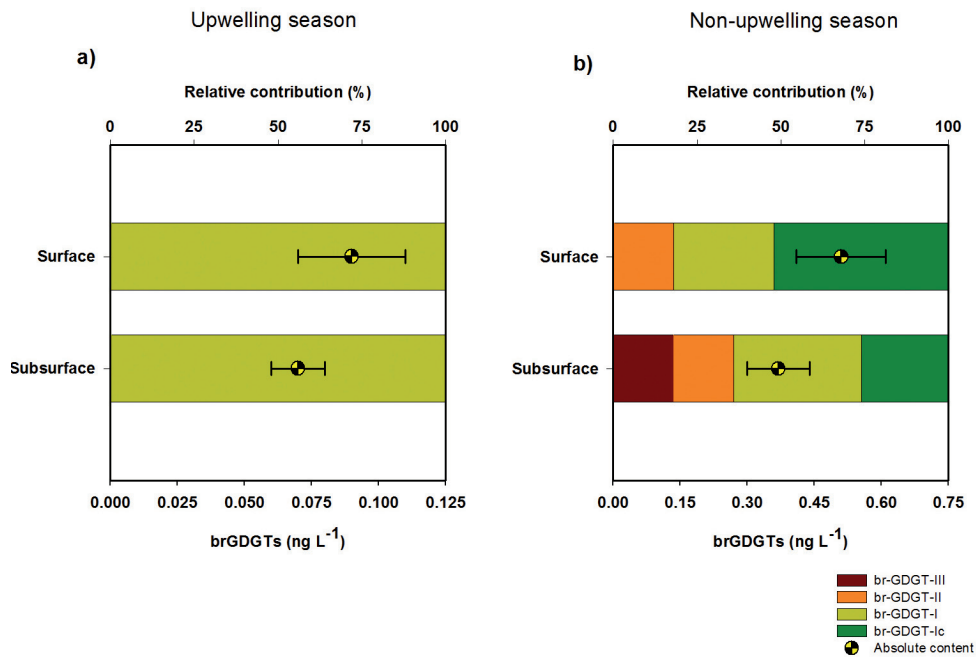 Upwelling season
Non-upwelling season
a)
Relative contribution (%)
0 25 50 75 100
Surface
Subsurface
0.000 0.025 0.050 0.075 0.100 0.125
brGDGTs (ng L⁻¹)
b)
Relative contribution (%)
0 25 50 75 100
Surface
Subsurface
0.00 0.15 0.30 0.45 0.60 0.75
brGDGTs (ng L⁻¹)
br-GDGT-III
br-GDGT-II
br-GDGT-I
br-GDGT-Ic
Absolute content